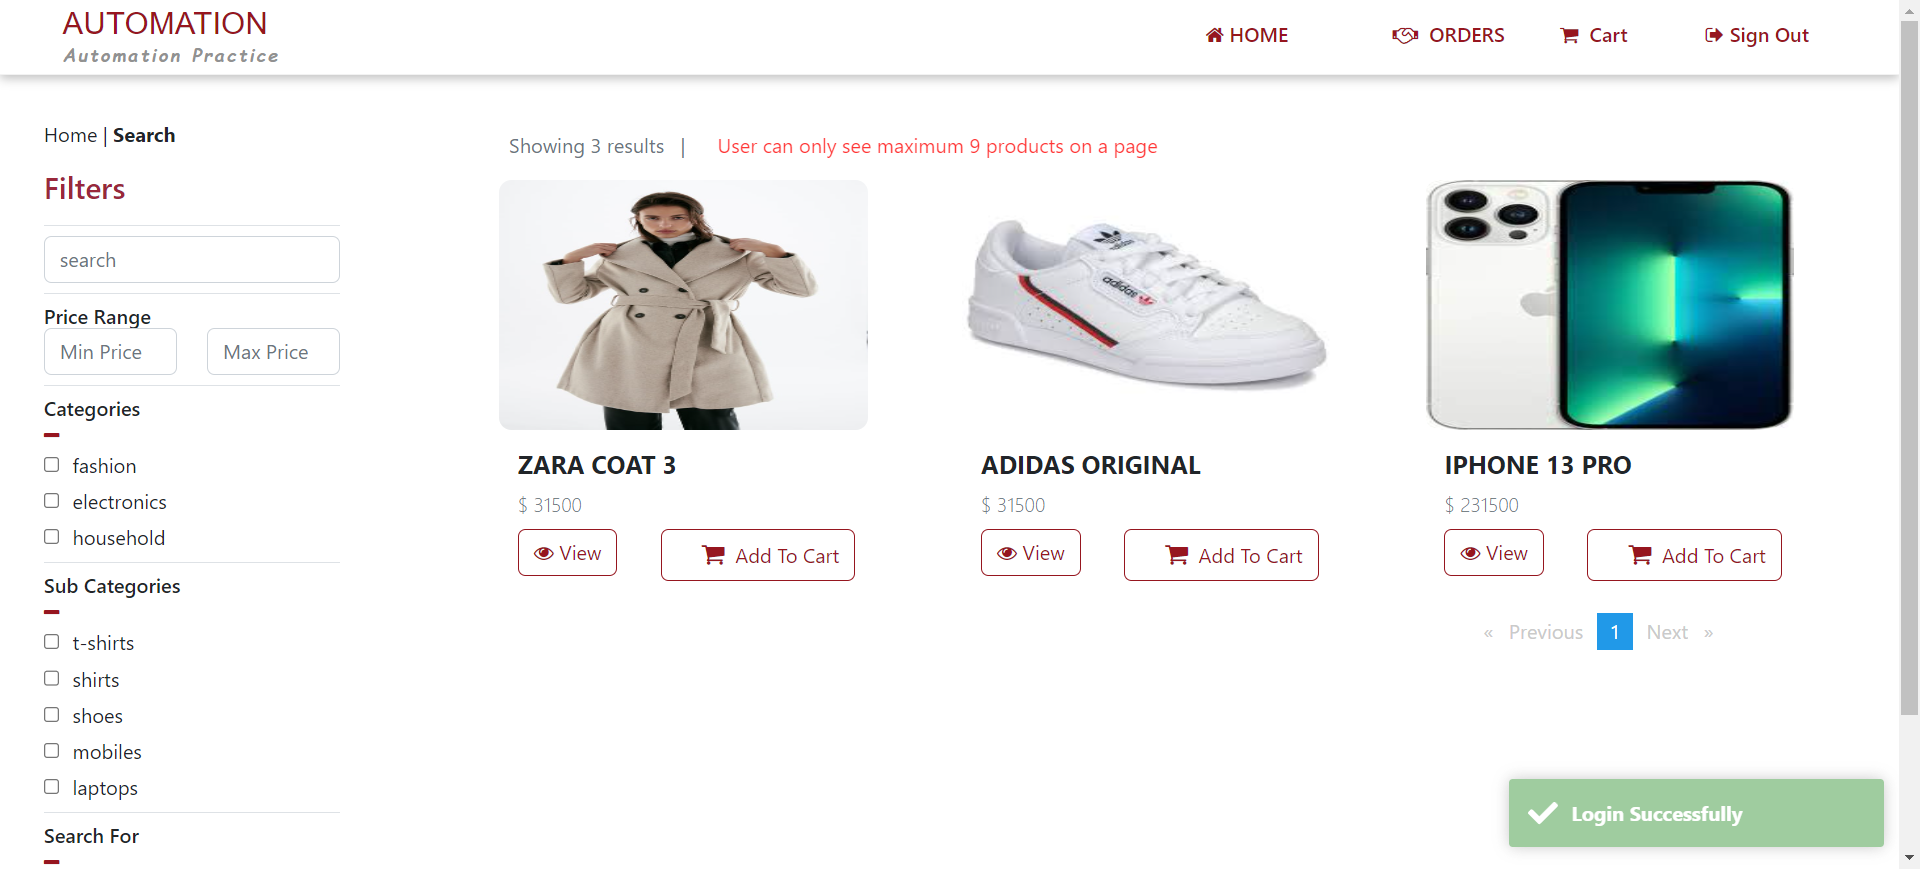 AUTOMATION
Automation Practice
HOME
ORDERS
Cart
Sign Out
Home | Search
Filters
search
Price Range
Min Price
Max Price
Categories
fashion
electronics
household
Sub Categories
t-shirts
shirts
shoes
mobiles
laptops
Search For
Showing 3 results |
User can only see maximum 9 products on a page
adidas
adidas
ZARA COAT 3
$ 31500
View
Add To Cart
ADIDAS ORIGINAL
$ 31500
View
Add To Cart
IPHONE 13 PRO
$ 231500
View
Add To Cart
« Previous 1 Next »
Login Successfully